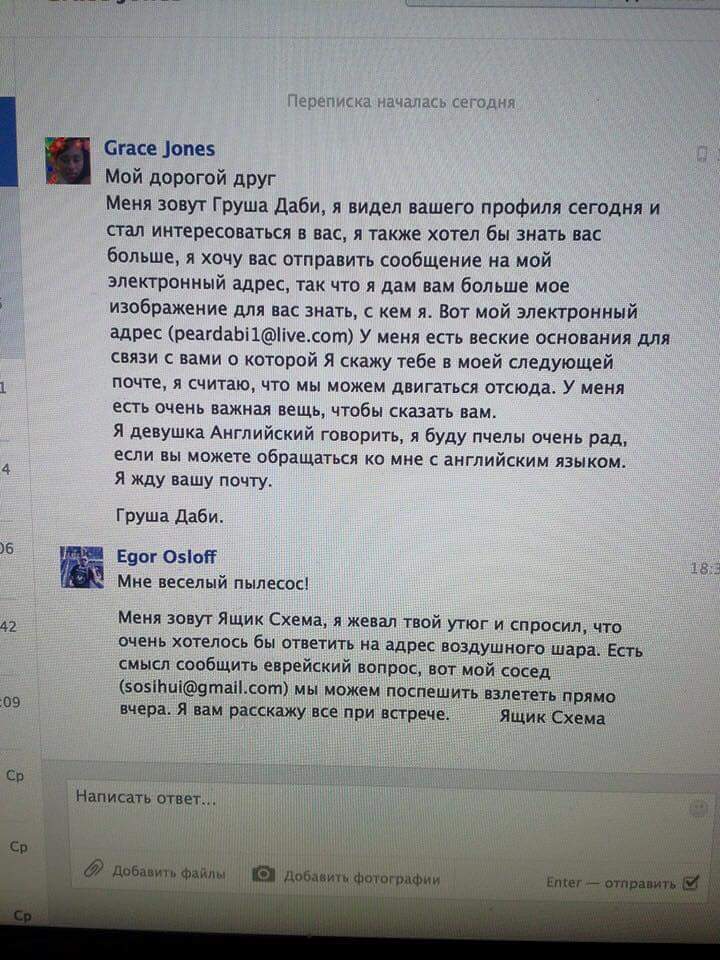 Переписка началась сегодня
Grace Jones
Мой дорогой друг
Меня зовут Груша Даби, я видел вашего профиля сегодня и
стал интересоваться в вас, я также хотел бы знать вас
больше, я хочу вас отправить сообщение на мой
электронный адрес, так что я дам вам больше мое
изображение для вас знать, с кем я. Вот мой электронный
адрес (peardabi1@live.com) У меня есть веские основания для
связи с вами о которой Я скажу тебе в моей следующей
почте, я считаю, что мы можем двигаться отсюда. У меня
есть очень важная вещь, чтобы сказать вам.
Я девушка Английский говорить, я буду пчелы очень рад,
если вы можете обращаться ко мне с английским языком.
Я жду вашу почту.
Груша Даби.
Egor Osloff
Мне веселый пылесос!
Меня зовут Ящик Схема, я жевал твой утюг и спросил, что
очень хотелось бы ответить на адрес воздушного шара. Есть
смысл сообщить еврейский вопрос, вот мой сосед
(sosihui@gmail.com) мы можем поспешить взлететь прямо
вчера. Я вам расскажу все при встрече. Ящик Схема
Написать ответ...
Добавить файлы
Добавить фотографии
Enter — отправить
1
4
06
42
:09
Ср
Ср
Ср